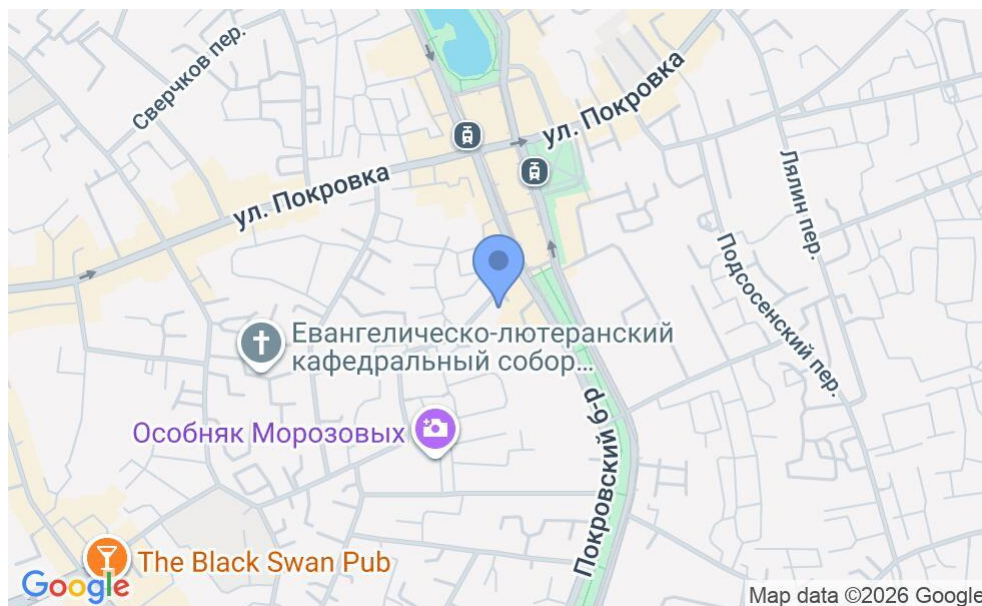 Сверчков пер.
ул. Покровка
ул. Покровка
Лялин пер.
Подсосенский пер.
Евангелическо-лютеранский
кафедральный собор...
Особняк Морозовых
Покровский б-р
The Black Swan Pub
Google
Map data ©2026 Google